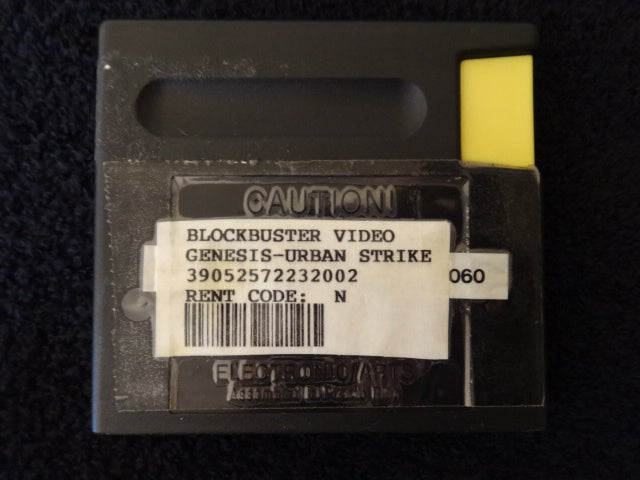 CAUTION!
BLOCKBUSTER VIDEO
GENESIS-URBAN STRIKE
39052572232002
060
RENT CODE: N
ELECTRONIC ARTS